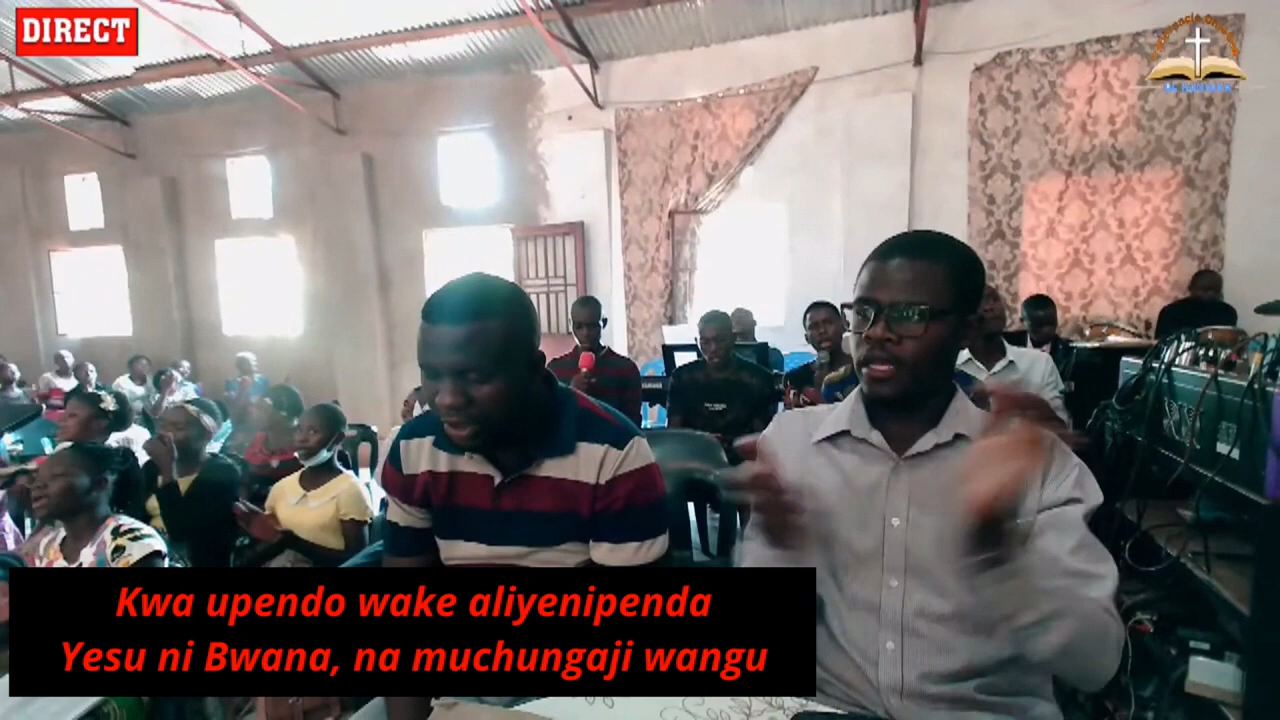 DIRECT
Kwa upendo wake aliyenipenda
Yesu ni Bwana, na muchungaji wangu